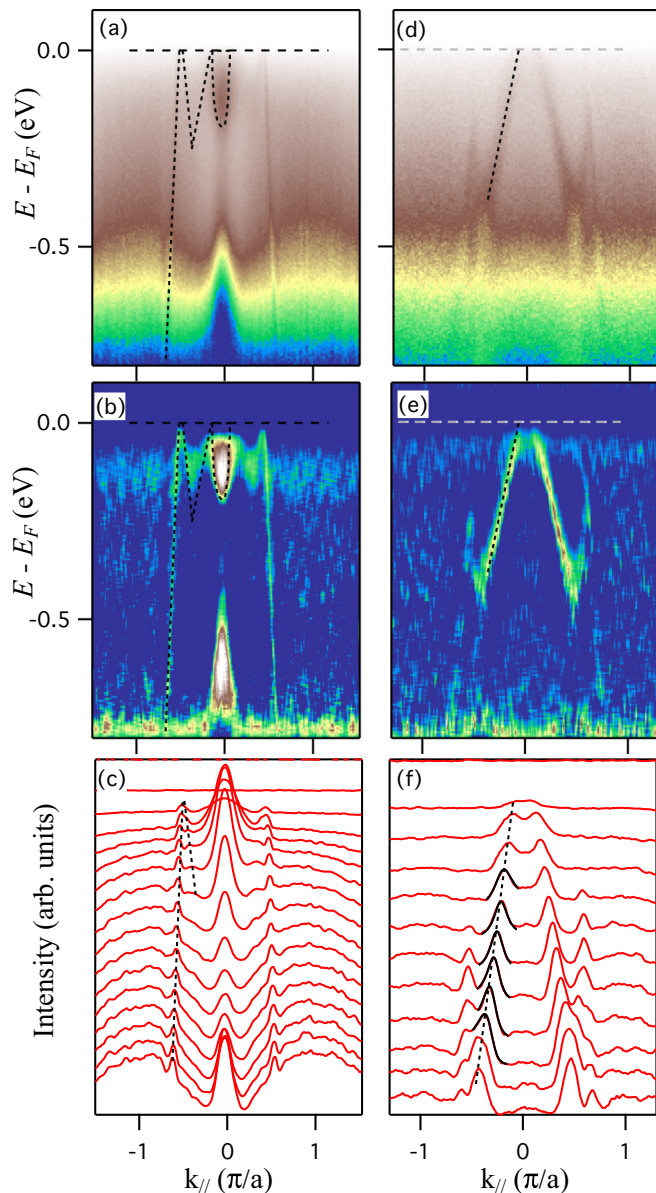 (a)
(d)
0.0
-0.5
E - E_F (eV)
(b)
(e)
0.0
-0.5
E - E_F (eV)
(c)
(f)
Intensity (arb. units)
-1 0 1
-1 0 1
k_// (π/a)
k_// (π/a)